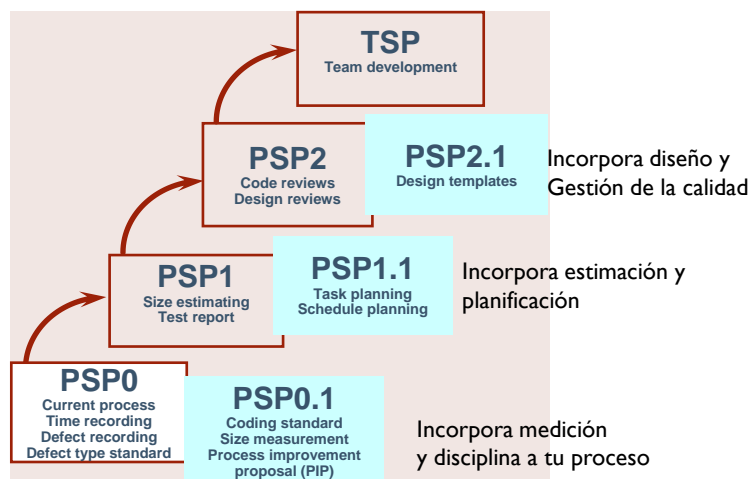 TSP
Team development
PSP2
Code reviews
Design reviews
PSP2.1
Design templates
Incorpora diseño y
Gestión de la calidad
PSP1
Size estimating
Test report
PSP1.1
Task planning
Schedule planning
Incorpora estimación y
planificación
PSP0
Current process
Time recording
Defect recording
Defect type standard
PSP0.1
Coding standard
Size measurement
Process improvement
proposal (PIP)
Incorpora medición
y disciplina a tu proceso